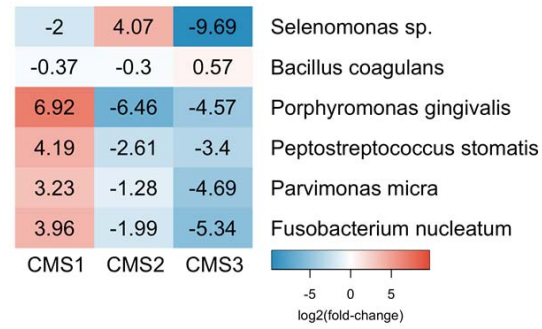 -2 4.07 -9.69 Selenomonas sp.
-0.37 -0.3 0.57 Bacillus coagulans
6.92 -6.46 -4.57 Porphyromonas gingivalis
4.19 -2.61 -3.4 Peptostreptococcus stomatis
3.23 -1.28 -4.69 Parvimonas micra
3.96 -1.99 -5.34 Fusobacterium nucleatum
CMS1 CMS2 CMS3
-5 0 5
log2(fold-change)